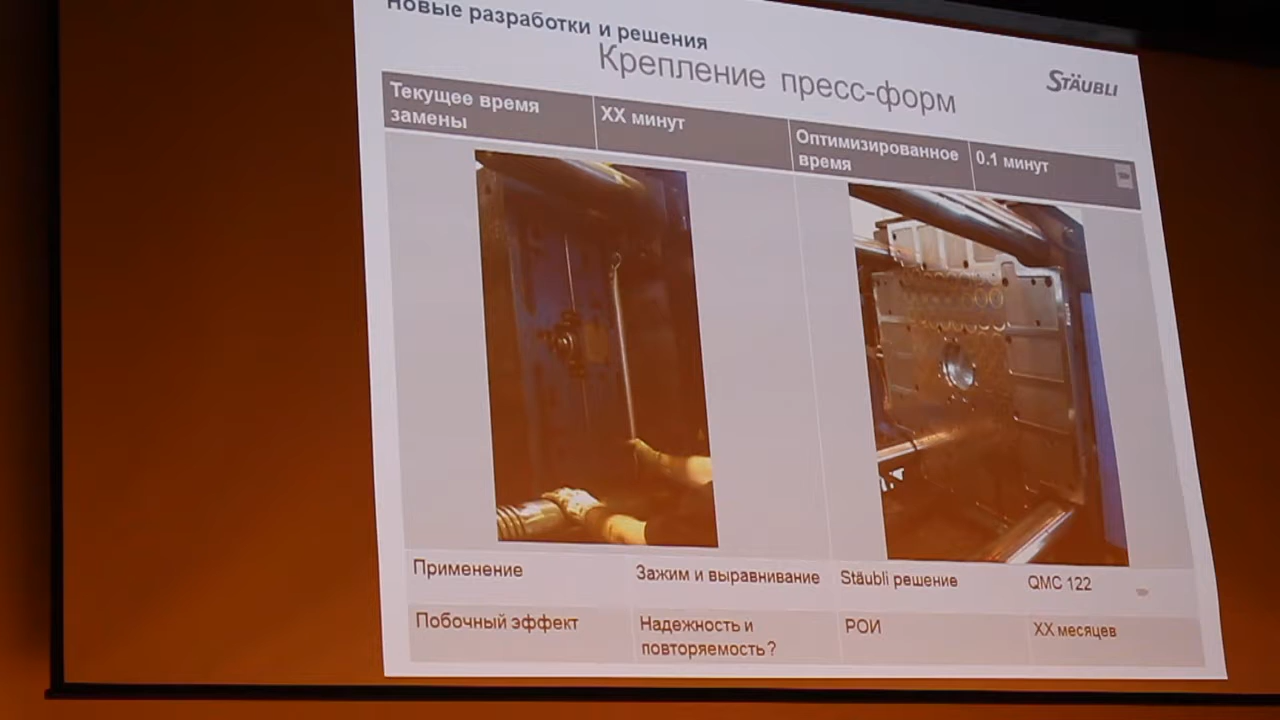 Новые разработки и решения
Крепление пресс-форм
STÄUBLI
Текущее время
замены
XX минут
Оптимизированное
время
0.1 минут
Применение
Зажим и выравнивание
Stäubli решение
QMC 122
Побочный эффект
Надежность и
повторяемость?
РОИ
XX месяцев